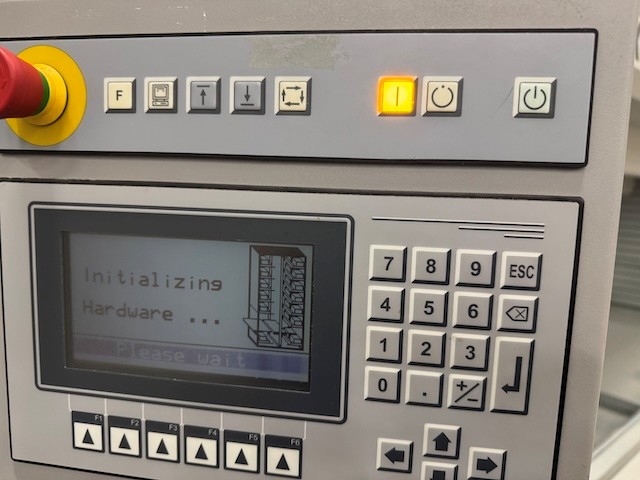 F
Initializing
Hardware ...
Please wait
7 8 9 ESC
4 5 6
1 2 3
0 . +/-
F1 F2 F3 F4 F5 F6